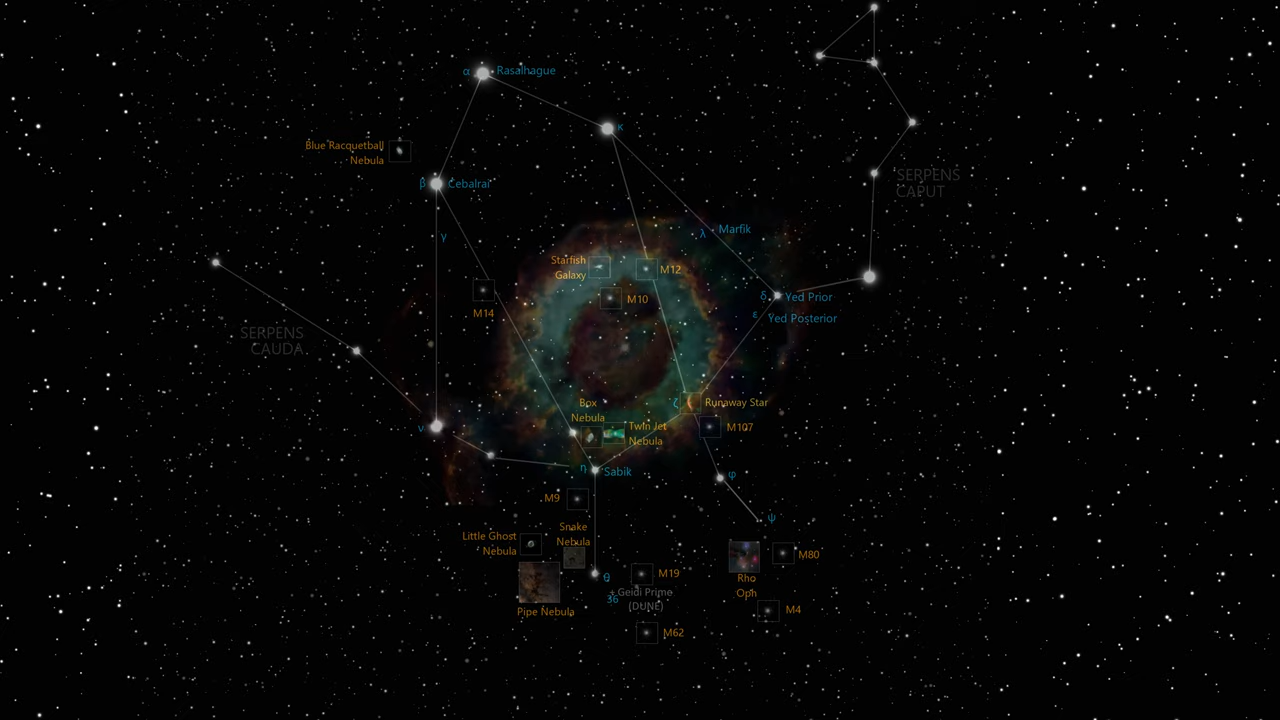 α Rasalhague
κ
Blue Racquetball
Nebula
β Cebalrai
SERPENS
CAPUT
γ
λ Marfik
Starfish
Galaxy
M12
M10
δ Yed Prior
ε Yed Posterior
M14
SERPENS
CAUDA
Box
Nebula
ζ Runaway Star
ν
Twin Jet
Nebula
M107
η Sabik
φ
M9
ψ
Snake
Nebula
Little Ghost
Nebula
M80
θ
M19
Rho
Oph
36
Geidi Prime
(DUNE)
Pipe Nebula
M4
M62